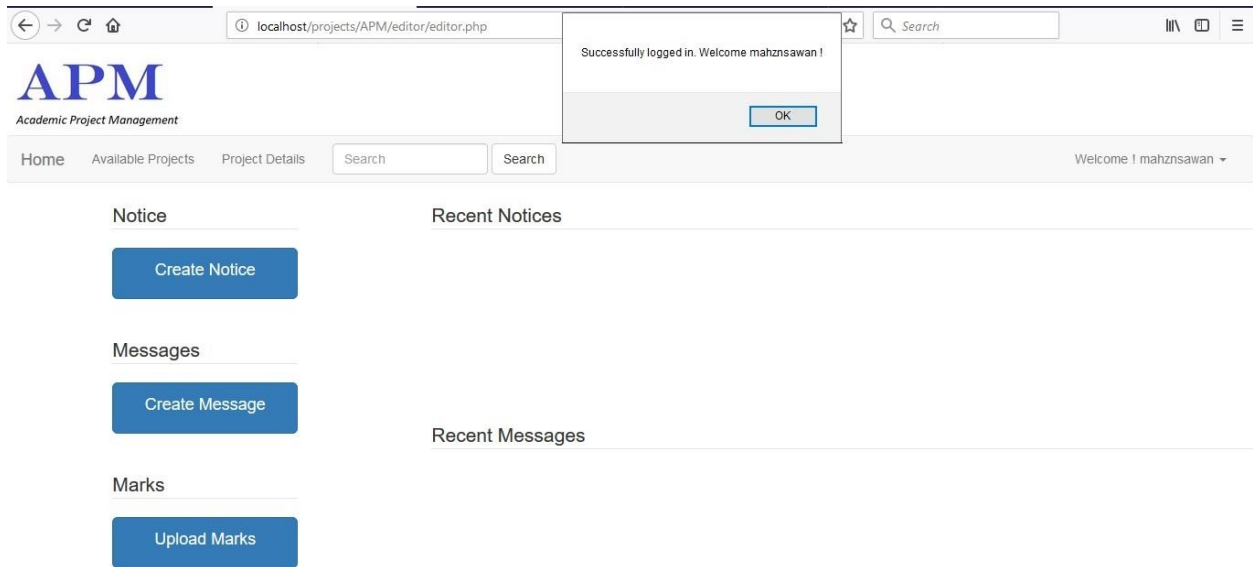 localhost/projects/APM/editor/editor.php
Search
Successfully logged in. Welcome mahznsawan !
OK
APM
Academic Project Management
Home Available Projects Project Details Search Search Welcome ! mahznsawan
Notice
Create Notice
Messages
Create Message
Marks
Upload Marks
Recent Notices
Recent Messages